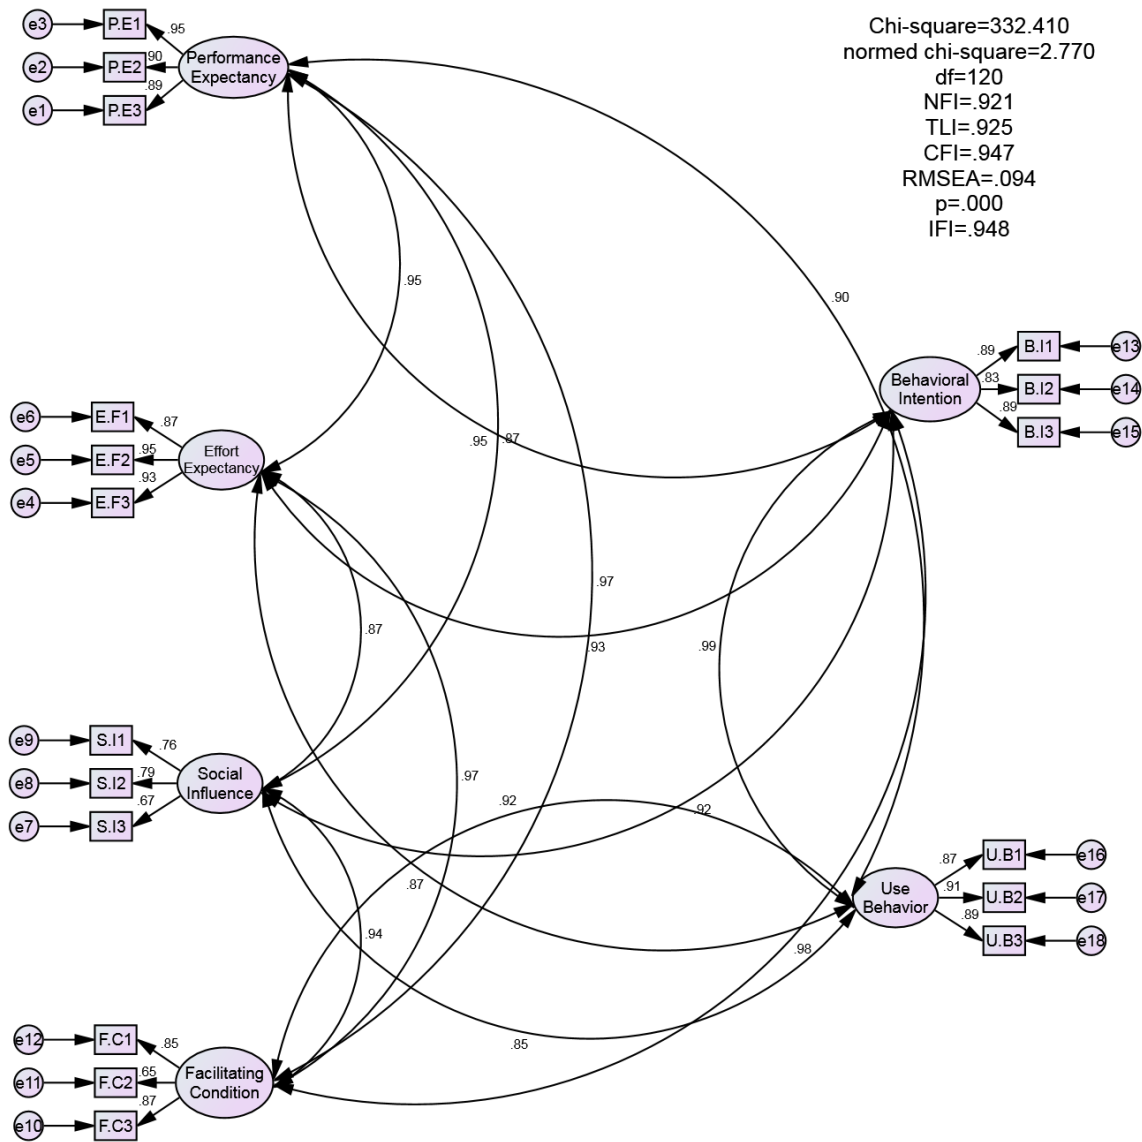 Chi-square=332.410
normed chi-square=2.770
df=120
NFI=.921
TLI=.925
CFI=.947
RMSEA=.094
p=.000
IFI=.948
e3
P.E1
.95
e2
P.E2
.90
e1
P.E3
.89
Performance
Expectancy
.95
.90
e6
E.F1
.87
e5
E.F2
.95
e4
E.F3
.93
Effort
Expectancy
.95
.87
Behavioral
Intention
.89
B.I1
e13
.83
B.I2
e14
.89
B.I3
e15
.97
.93
.99
.87
e9
S.I1
.76
e8
S.I2
.79
e7
S.I3
.67
Social
Influence
.97
.92
.92
.87
.94
.98
.85
Use
Behavior
.87
U.B1
e16
.91
U.B2
e17
.89
U.B3
e18
e12
F.C1
.85
e11
F.C2
.65
e10
F.C3
.87
Facilitating
Condition